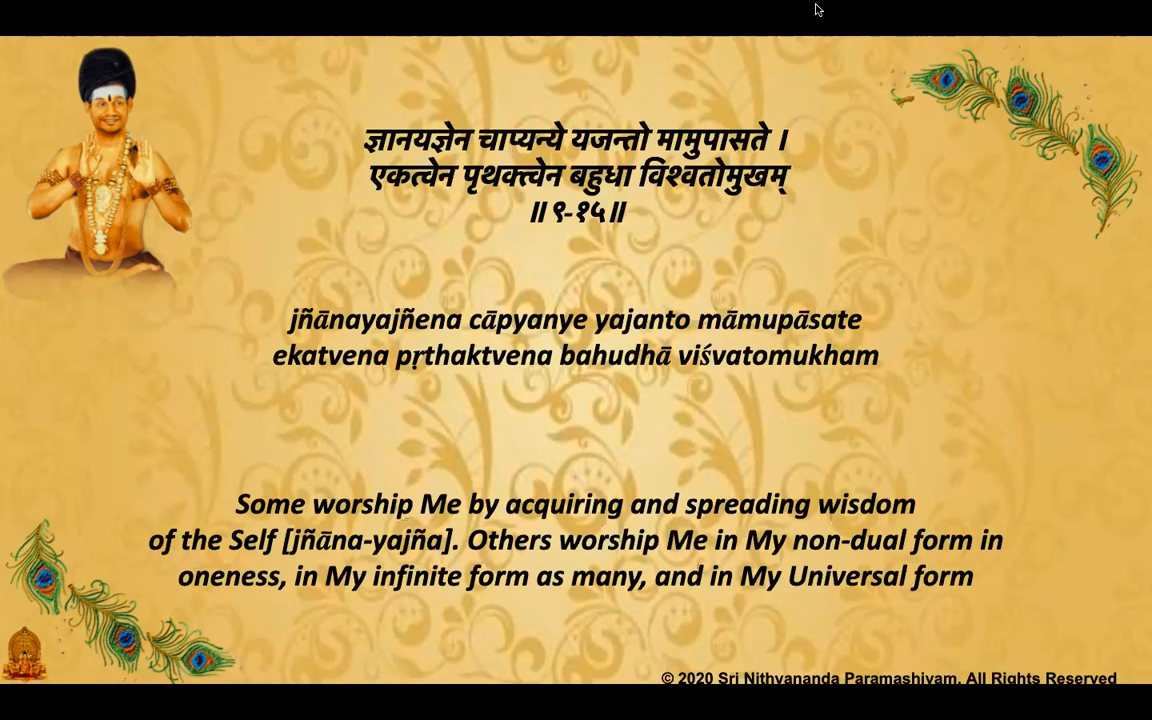 ज्ञानयज्ञेन चाप्यन्ये यजन्तो मामुपासते ।
एकत्वेन पृथक्त्वेन बहुधा विश्वतोमुखम्
॥ ९-१५॥
jñānayajñena cāpyanye yajanto māmupāsate
ekatvena pṛthaktvena bahudhā viśvatomukham
Some worship Me by acquiring and spreading wisdom
of the Self [jñāna-yajña]. Others worship Me in My non-dual form in
oneness, in My infinite form as many, and in My Universal form
© 2020 Sri Nithyananda Paramashivam. All Rights Reserved